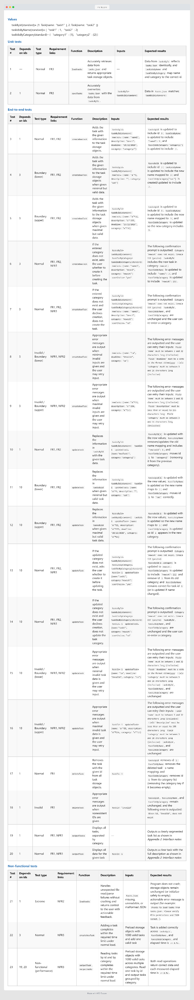 md-to.com
Values
taskById(standard)= {1: Task{name: “task1” }, 2: Task{name: “task2” }}
taskIdsByName(standard)= { “task1” : 1, “task2” : 2}
taskIdsByCategory(standard)= { “category1” : [1], “category2” : [2] }
Unit tests
Test # Depends on ids Test type Requirement links Function Description Inputs Expected results
1 — Normal FR3 loadTasks Accurately retrieves data from tasks.json and returns appropriate task storage objects. — Data from tasksById reflects tasks.json identically, and taskIdsByName and taskIdsByCategory map name and category to the correct id.
2 1 Normal FR3 saveTasks Accurately overwrites tasks.json with the data from tasksById. tasksById= taskById(standard) Data in tasks.json matches: taskById(standard)
End-to-end tests
Test # Depends on ids Test type Requirement links Function Description Inputs Expected results
3 1 Normal FR1, FR2 createNewTask Adds the task with the given information to the task storage objects. tasksById= taskById(standard) newTask= {name: "name1", description: "desc1", deadline: "15/12/2026", category: "category1"} tasksById is updated to include id 3; taskIdsByName is updated to include "name1": 3; and taskIdsByCategory["category1"] is updated to include 3.
4 3 Boundary (lower) FR1, FR2 createNewTask Adds the task with the given information to the task storage objects when given minimal but valid data. tasksById= taskById(standard) newTask= {name: "a"*3, description: "", category: "cat"} tasksById is updated to include id 3; taskIdsByName is updated to include the new name mapped to 3; and taskIdsByCategory["cat"] is created/updated to include 3.
5 3 Boundary (upper) FR1, FR2 createNewTask Adds the task with the given information to the task storage objects when given maximal but valid data. tasksById= taskById(standard) newTask= {name: "a"*32, description: "a"*255, deadline: "15/12/2026", category: "a"*16} tasksById is updated to include id 3; taskIdsByName is updated to include the new name mapped to 3; and taskIdsByCategory is updated so the new category includes 3.
6 3 Normal FR1, FR2, NFR1 createNewTask If the entered category does not exist, asks the user whether to create it before creating the task. tasksById= taskById(standard) taskIdsByCategory= taskIdsByCategory(standard) newTask= {name: "name3", description: "desc3", category: "newcat"} userChoice= "yes" The following confirmation prompt is outputted: Category 'newcat' does not exist. Create it? (yes/no) tasksById includes the new task in category newcat; taskIdsByName is updated to include "name3": 3; and taskIdsByCategory is updated to include "newcat": [3].
7 3 Normal FR1, FR2, NFR1 createNewTask If the entered category does not exist and the user declines creation, does not create the task. tasksById= taskById(standard) taskIdsByCategory= taskIdsByCategory(standard) newTask= {name: "name3", description: "desc3", category: "newcat"} userChoice= "no" The following confirmation prompt is outputted: Category 'newcat' does not exist. Create it? (yes/no) tasksById, taskIdsByName, and taskIdsByCategory are unchanged and the user can re-enter a category.
8 3 Invalid / Boundary (lower) NFR1, NFR2 createNewTask Appropriate error messages are output when minimal invalid inputs are given and the user may retry input. newTask= {name: "ta", deadline: "invalid", category: "ca"} The following error messages are outputted and the user can retry their inputs: Field 'name' must be between 3 and 32 characters long (inclusive) Field 'deadline' must be a date in the format dd/mm/yyyy Field 'category' must be between 3 and 16 characters long (inclusive)
9 3 Invalid / Boundary (upper) NFR1, NFR2 createNewTask Appropriate error messages are output when maximal invalid inputs are given and the user may retry input. newTask= {name: "a"*33, description: "a"*256, category: "a"*17} The following error messages are outputted and the user can retry their inputs: Field 'name' must be between 3 and 32 characters long (inclusive) Field 'description' must be less than or equal to 255 characters long Field 'category' must be between 3 and 16 characters long (inclusive)
10 1 Normal FR1, FR2 updateTask Replaces the information in tasksById with the given task data. tasksById= taskById(standard) taskId= 1 updatedTask= {name:"newTask1", category:"category2"} tasksById[1] is updated with the new values; taskIdsByName removes/updates the old name mapping and includes "newTask1": 1; and taskIdsByCategory moves id 1 to "category2" (removing it from the previous category).
11 10 Boundary (lower) FR1, FR2 updateTask Replaces the information in tasksById when given minimal but valid task data. tasksById= taskById(standard) taskId= 1 updatedTask= {name: "a"*3, description: "", category: "cat"} tasksById[1] is updated with the new values; taskIdsByName is updated so the new name maps to 1; and taskIdsByCategory moves id 1 to "cat" correctly.
12 10 Boundary (upper) FR1, FR2 updateTask Replaces the information in tasksById when given maximal but valid task data. tasksById= taskById(standard) taskId= 1 updatedTask= {name: "a"*32, description: "a"*255, deadline: "15/12/2026", category: "a"*16} tasksById[1] is updated with the new values; taskIdsByName is updated so the new name maps to 1; and taskIdsByCategory is updated so id 1 appears in the new category.
13 10 Normal FR1, FR2, NFR1 updateTask If the updated category does not exist, asks the user whether to create it before updating the task. tasksById= taskById(standard) taskIdsByCategory= taskIdsByCategory(standard) taskId= 1 updatedTask= {name:"task1", category:"newcat"} userChoice= "yes" The following confirmation prompt is outputted: Category 'newcat' does not exist. Create it? (yes/no) tasksById[1].category is updated to newcat; taskIdsByCategory is updated to include "newcat": [1] and remove id 1 from its old category; and taskIdsByName remains correct for task id 1 (or is updated if name changed).
14 10 Normal FR1, FR2, NFR1 updateTask If the updated category does not exist and the user declines creation, does not update the task category. tasksById= taskById(standard) taskIdsByCategory= taskIdsByCategory(standard) taskId= 1 updatedTask= {name:"task1", category:"newcat"} userChoice= "no" The following confirmation prompt is outputted: Category 'newcat' does not exist. Create it? (yes/no) tasksById, taskIdsByName, and taskIdsByCategory are unchanged and the user can re-enter a category.
15 10 Invalid / Boundary (lower) NFR1, NFR2 updateTask Appropriate error messages are output when minimal invalid task data is given and the user may retry input. taskId= 1 updatedTask= {name: "ta", deadline: "invalid", category: "ca"} The following error messages are outputted and the user can retry their inputs: Field 'name' must be between 3 and 32 characters long (inclusive) Field 'deadline' must be a date in the format dd/mm/yyyy Field 'category' must be between 3 and 16 characters long (inclusive) tasksById, taskIdsByName, and taskIdsByCategory are unchanged
16 10 Invalid / Boundary (upper) NFR1, NFR2 updateTask Appropriate error messages are output when maximal invalid task data is given and the user may retry input. taskId= 1 updatedTask= {name: "a"*33, description: "a"*256, category: "a"*17} The following error messages are outputted and the user can retry their inputs: Field 'name' must be between 3 and 32 characters long (inclusive) Field 'description' must be less than or equal to 255 characters long Field 'category' must be between 3 and 16 characters long (inclusive) tasksById, taskIdsByName, and taskIdsByCategory are unchanged
17 1 Normal FR1 deleteTask Removes the task with the given id from all task storage objects. taskId: 1 tasksById removes id 1; taskIdsByName removes the deleted task’s name mapping; and taskIdsByCategory removes id 1 from its category list (removing the category key if it becomes empty).
18 1 Invalid FR1 deleteTask Appropriate error messages are output when nonexistent IDs are given taskId: "invalid" tasksById, taskIdsByName, and taskIdsByCategory remain unchanged, and the following error is outputted: Given id, 'invalid', does not exist
19 1 Normal FR1, NFR1 outputTasks Displays all tasks, separated by category. — Outputs a clearly segmented task list as shown in Appendix 2: Interface notes
20 1 Normal FR1, NFR1 outputTask Displays all data for the given task taskId: 1 Outputs a clear task with the full description as shown in Appendix 2: Interface notes
Non-functional tests
Test # Depends on ids Test type Requirement links Function Description Inputs Expected results
21 1 Extreme NFR2 loadTasks Handles unexpected file read/parse failures without crashing and returns control to the user with actionable feedback. tasks.json missing, unreadable, or malformed JSON Program does not crash; storage objects remain unchanged (or initialize safely to empty); actionable error message is output (for example: Unable to load tasks from tasks.json. Please verify file permissions and JSON format.).
22 3 Normal NFR3 createNewTask Adding a task completes within the required time limit under normal load. Preload storage objects with 1000 valid tasks and add one valid task Task is added correctly across tasksById, taskIdsByName, and taskIdsByCategory, and elapsed time is <= 0.5s.
23 19, 20 Non-functional (performance) NFR3 outputTask, outputTasks Reading tasks by id and by category completes within the required time limit under normal load. Preload storage objects with 1000 valid tasks across multiple categories. Read one task by id and output tasks grouped by category. Both read operations return correct data and each measured elapsed time is <= 0.5s.